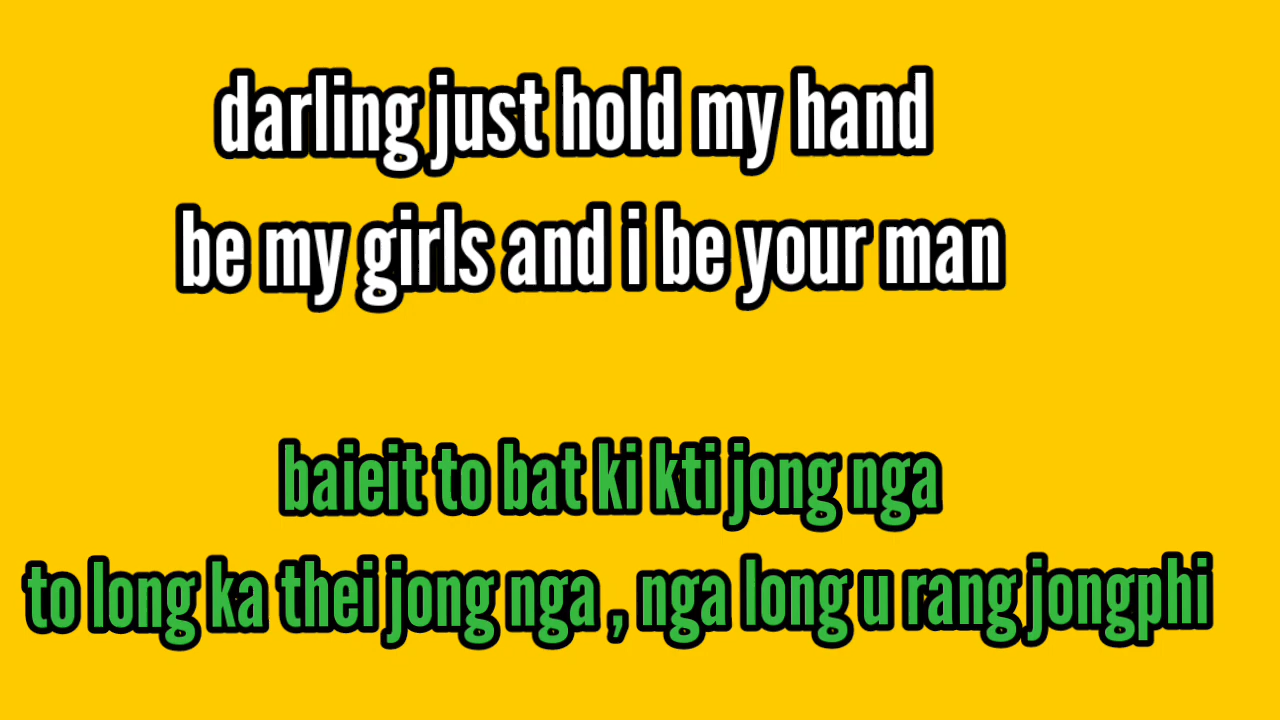 darling just hold my hand
be my girls and i be your man
baieit to bat ki kti jong nga
to long ka thei jong nga , nga long u rang jongphi